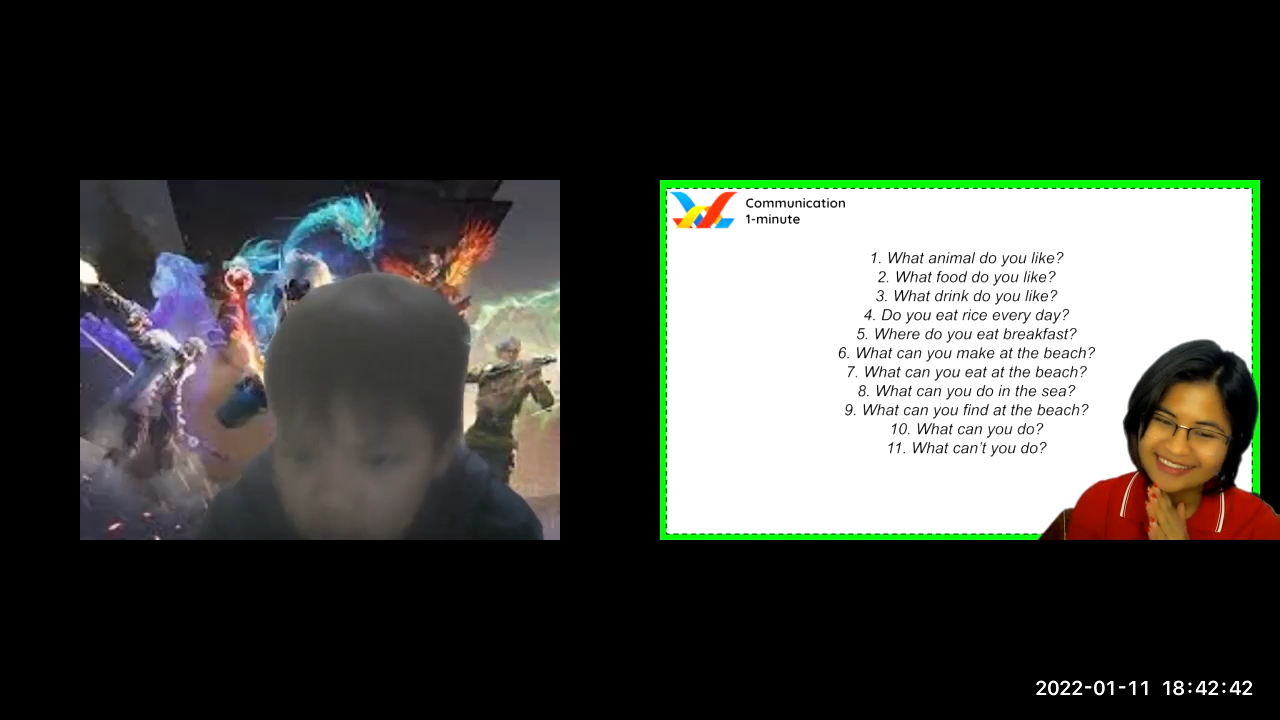 Communication
1-minute
1. What animal do you like?
2. What food do you like?
3. What drink do you like?
4. Do you eat rice every day?
5. Where do you eat breakfast?
6. What can you make at the beach?
7. What can you eat at the beach?
8. What can you do in the sea?
9. What can you find at the beach?
10. What can you do?
11. What can't you do?
2022-01-11 18:42:42